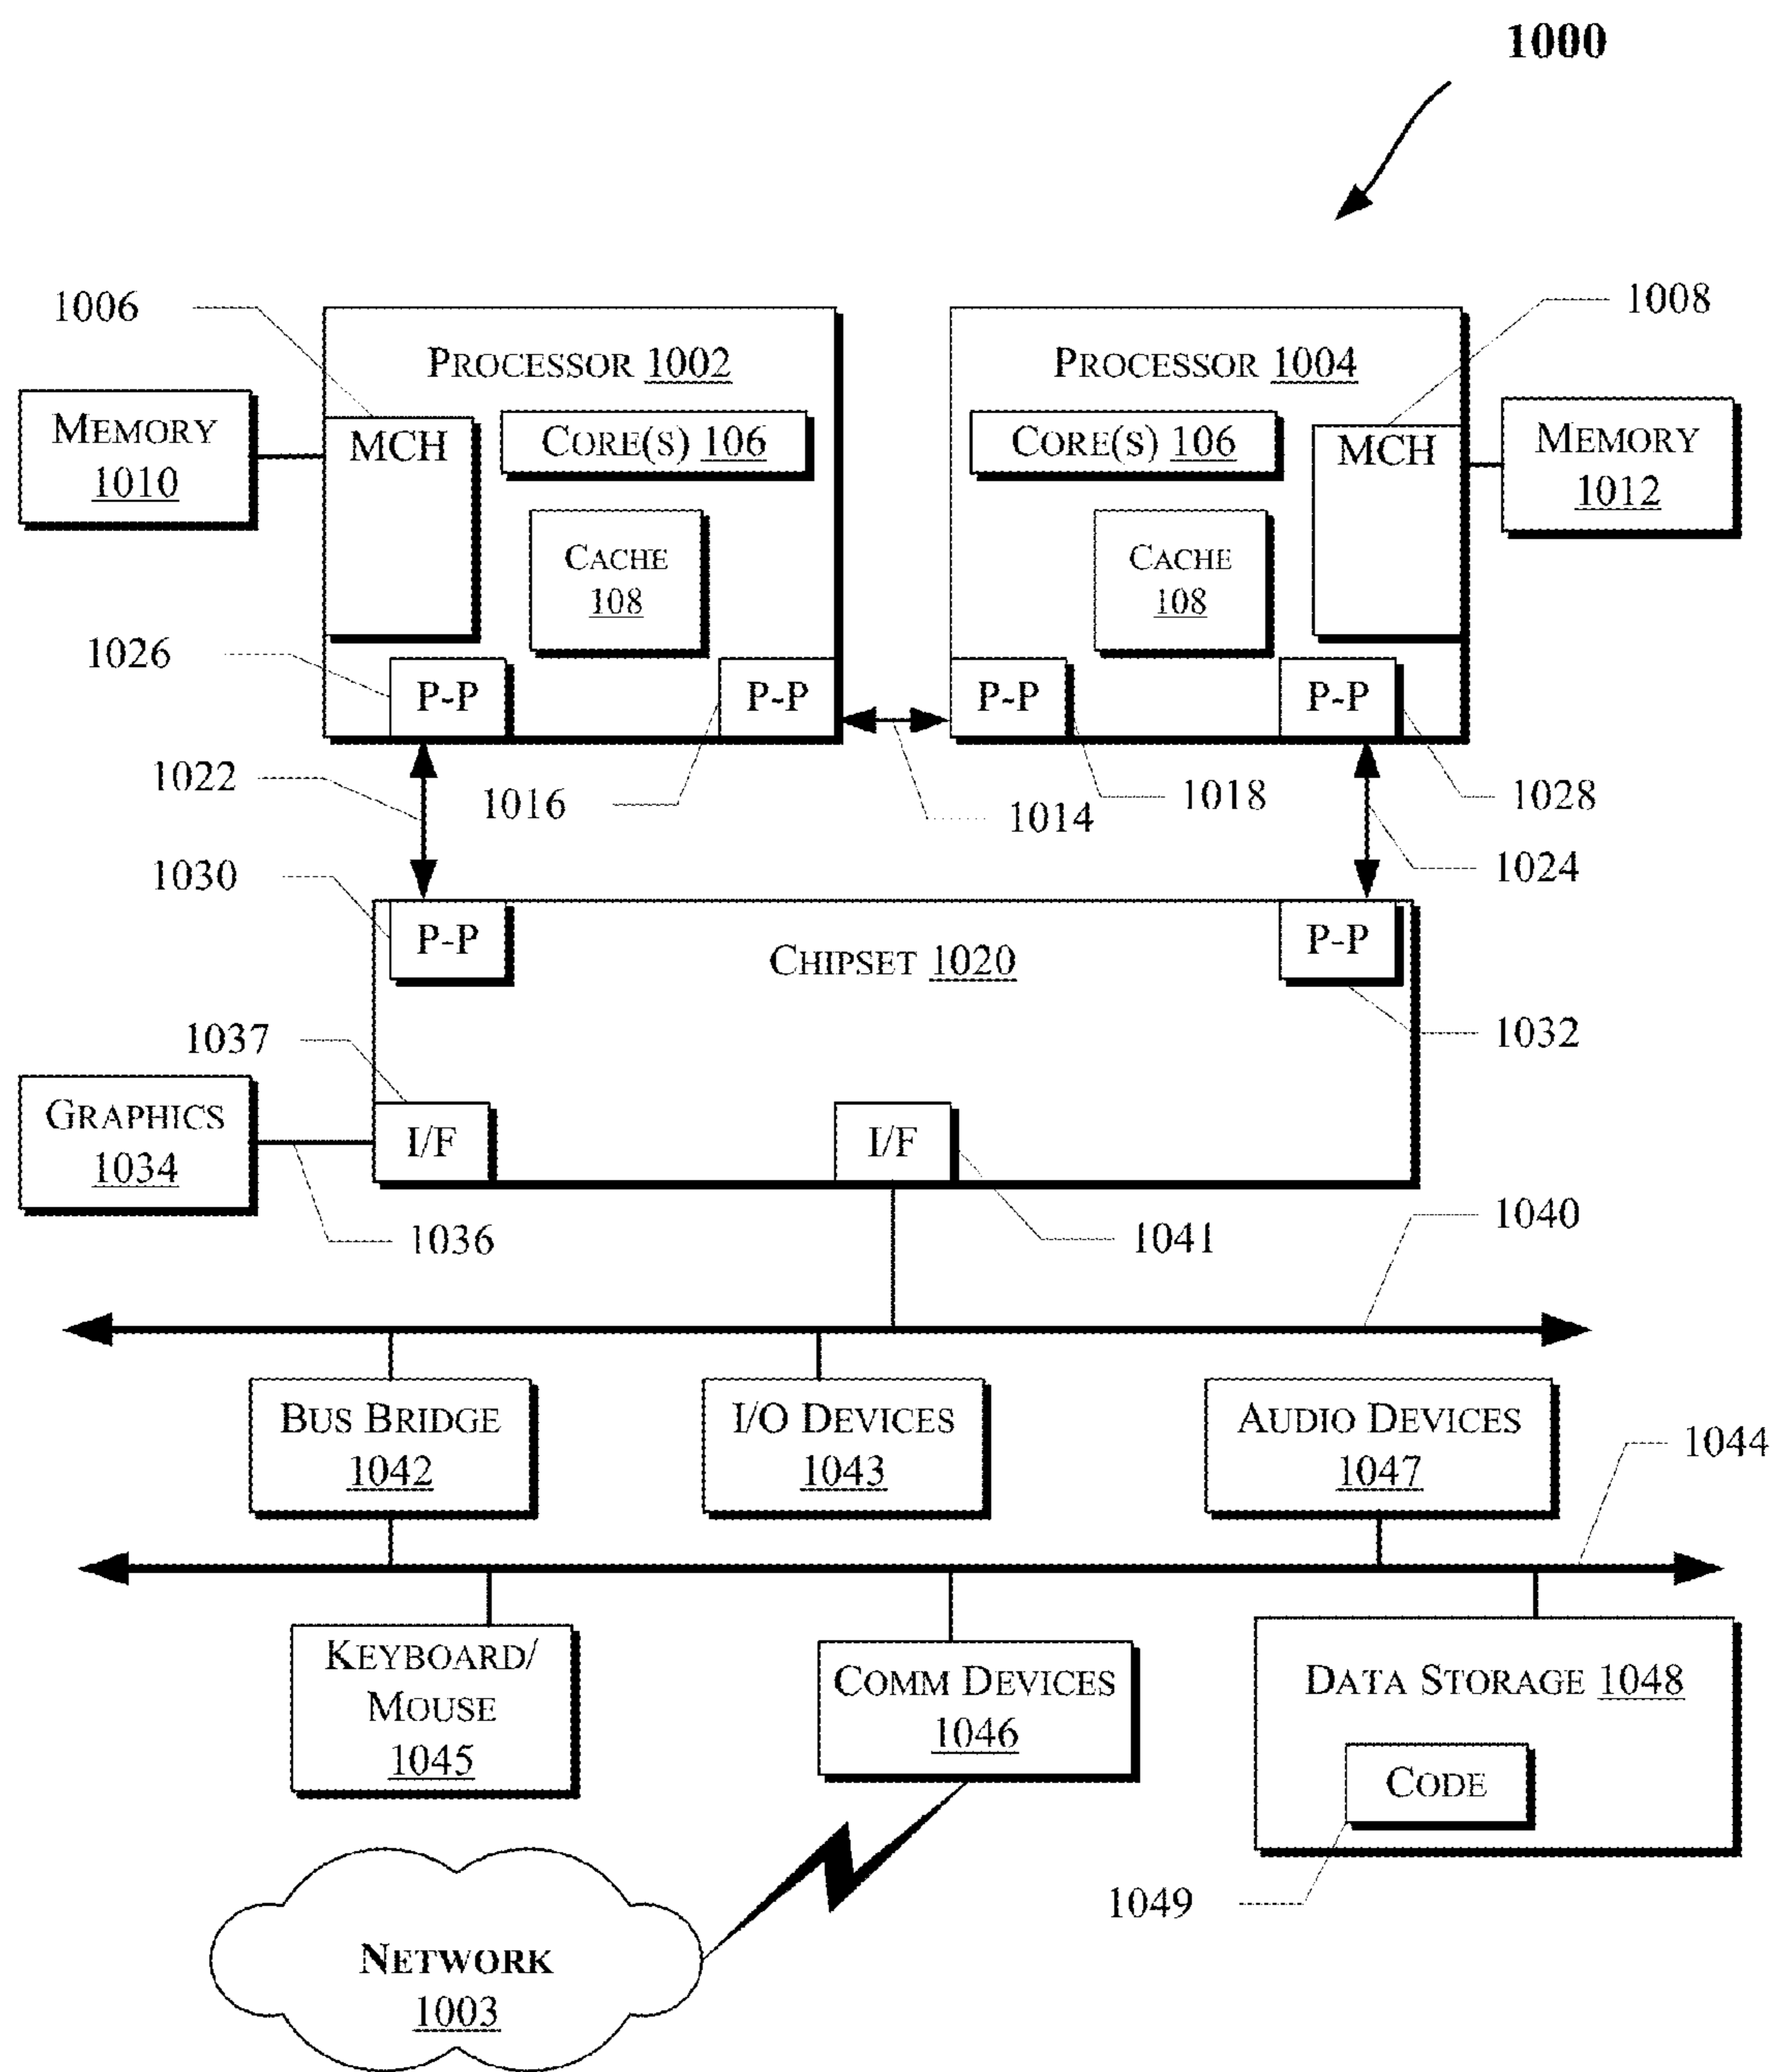 1000
1006
1008
PROCESSOR 1002
PROCESSOR 1004
MEMORY
1010
MCH
CORE(S) 106
CORE(S) 106
MCH
MEMORY
1012
CACHE
108
CACHE
108
1026
P-P
P-P
P-P
P-P
1022
1016
1014
1018
1028
1030
1024
P-P
CHIPSET 1020
P-P
1037
1032
GRAPHICS
1034
I/F
I/F
1036
1041
1040
BUS BRIDGE
1042
I/O DEVICES
1043
AUDIO DEVICES
1047
1044
KEYBOARD/
MOUSE
1045
COMM DEVICES
1046
DATA STORAGE 1048
CODE
1049
NETWORK
1003